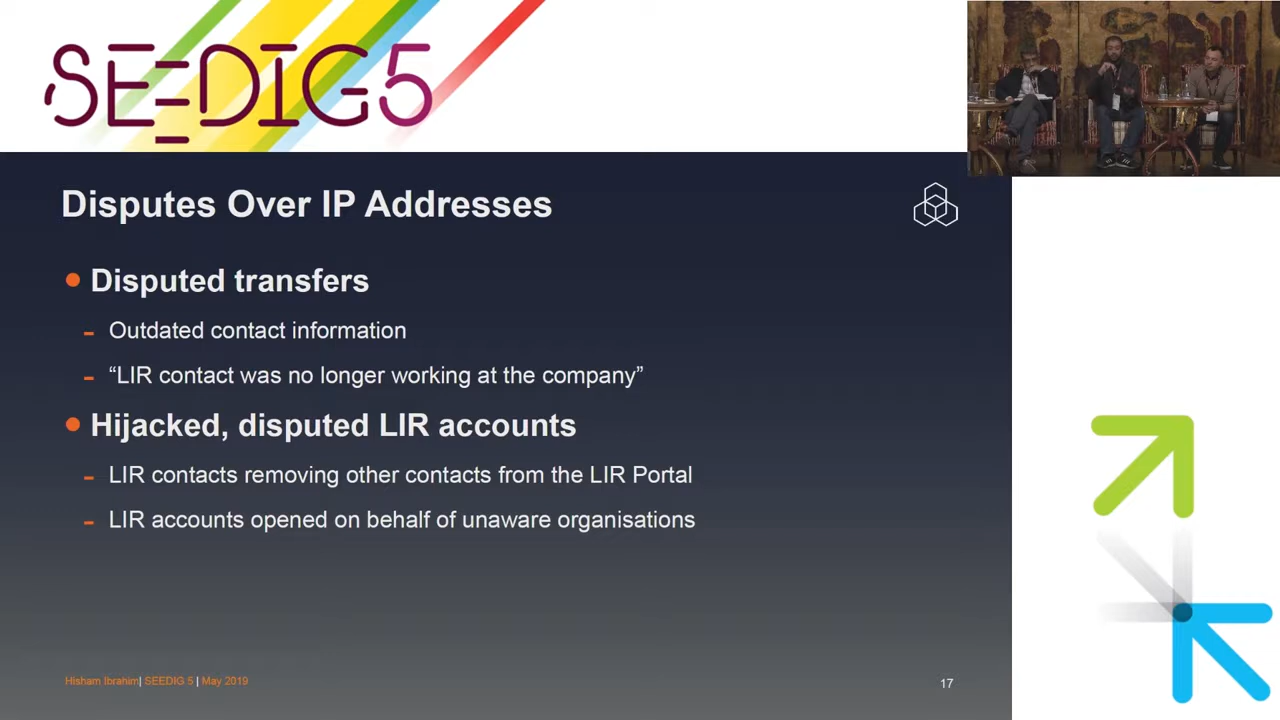 SEEDIG5
Disputes Over IP Addresses
Disputed transfers
Outdated contact information
“LIR contact was no longer working at the company”
Hijacked, disputed LIR accounts
LIR contacts removing other contacts from the LIR Portal
LIR accounts opened on behalf of unaware organisations
Hisham Ibrahim| SEEDIG 5 | May 2019
17